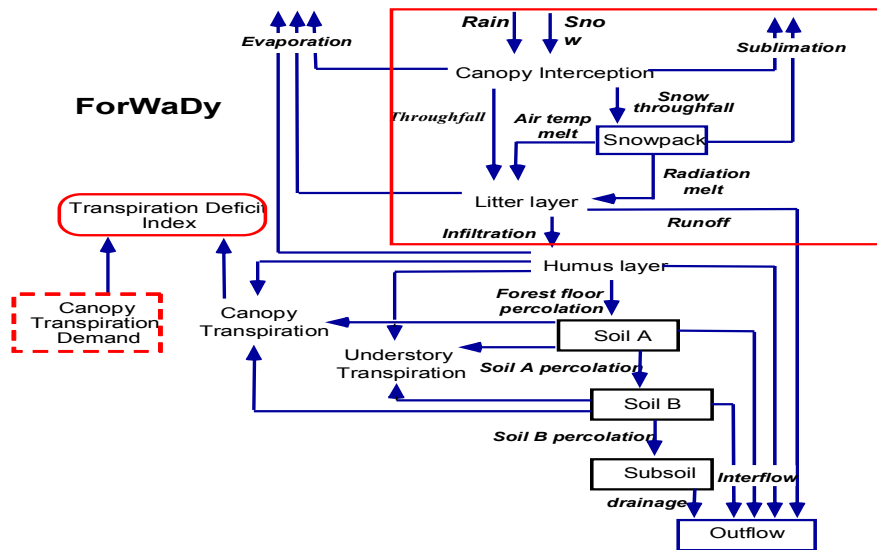 Rain
Sno
w
Evaporation
Sublimation
Canopy Interception
ForWaDy
Throughfall
Snow
throughfall
Air temp
melt
Snowpack
Radiation
melt
Litter layer
Transpiration Deficit
Index
Runoff
Infiltration
Humus layer
Forest floor
percolation
Canopy
Transpiration
Demand
Canopy
Transpiration
Soil A
Understory
Transpiration
Soil A percolation
Soil B
Soil B percolation
Subsoil
Interflow
drainage
Outflow